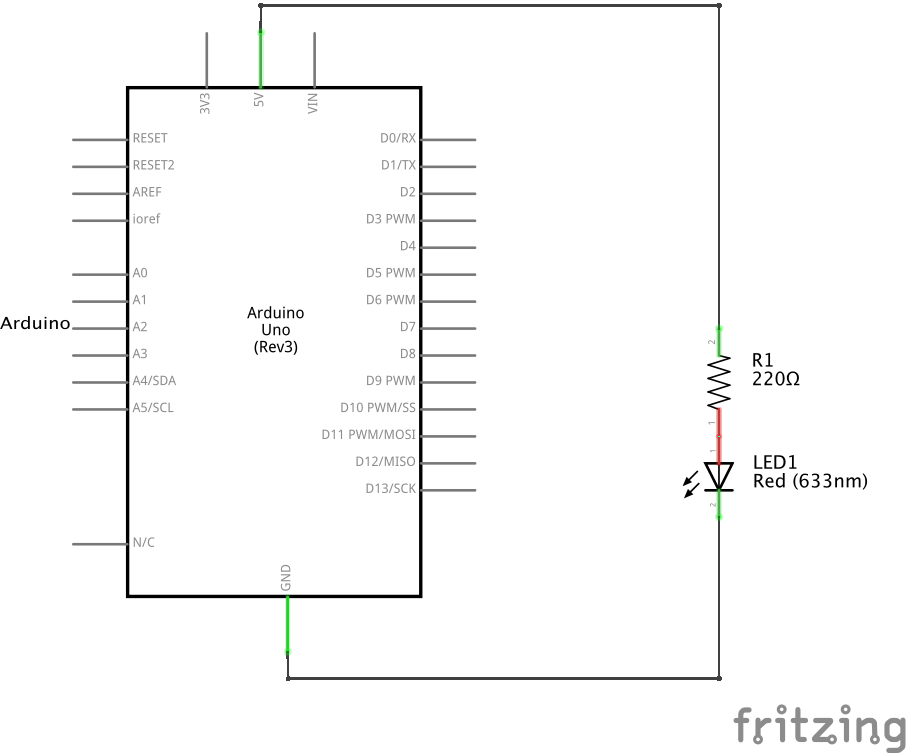 3V3
5V
VIN
RESET
RESET2
AREF
ioref
A0
A1
A2
A3
A4/SDA
A5/SCL
N/C
Arduino
Arduino
Uno
(Rev3)
D0/RX
D1/TX
D2
D3 PWM
D4
D5 PWM
D6 PWM
D7
D8
D9 PWM
D10 PWM/SS
D11 PWM/MOSI
D12/MISO
D13/SCK
GND
2
R1
220Ω
1
1
LED1
Red (633nm)
2
fritzing